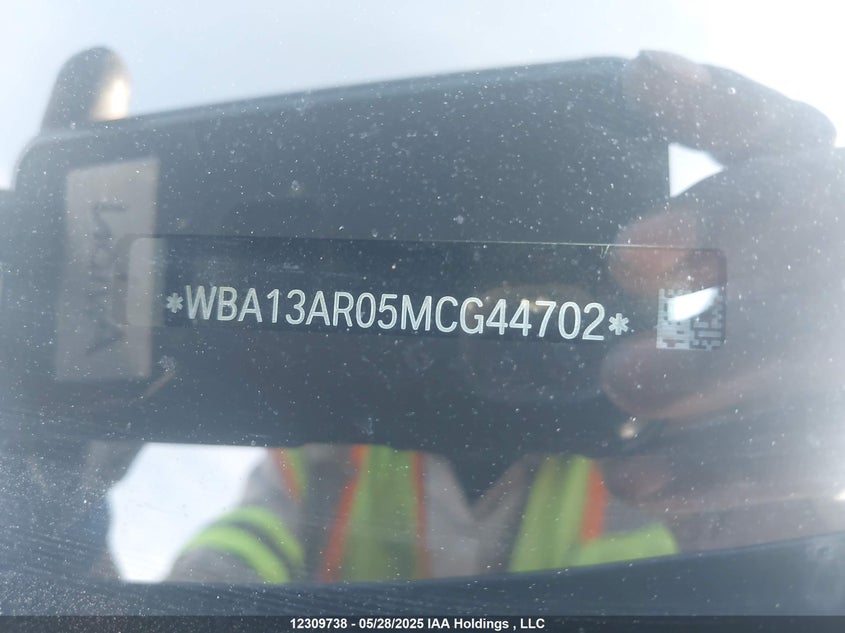 *WBA13AR05MCG44702*
12309738 - 05/28/2025 IAA Holdings , LLC